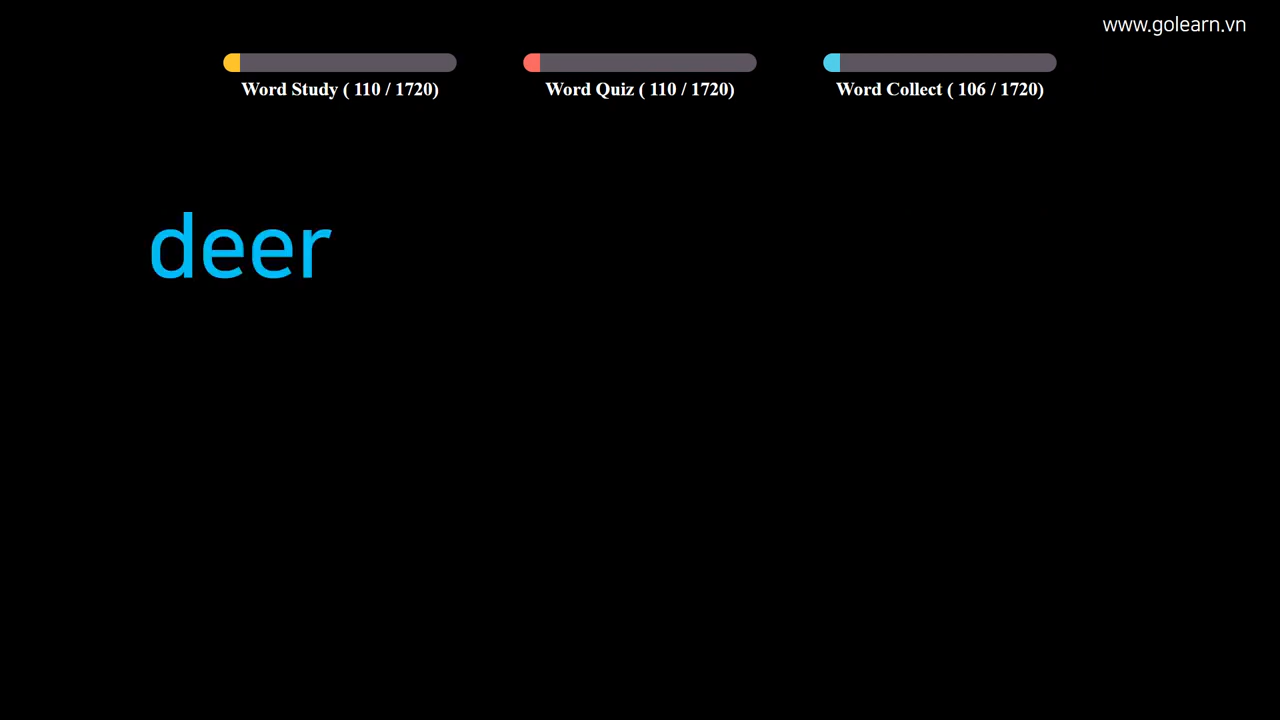 www.golearn.vn
Word Study ( 110 / 1720)
Word Quiz ( 110 / 1720)
Word Collect ( 106 / 1720)
deer